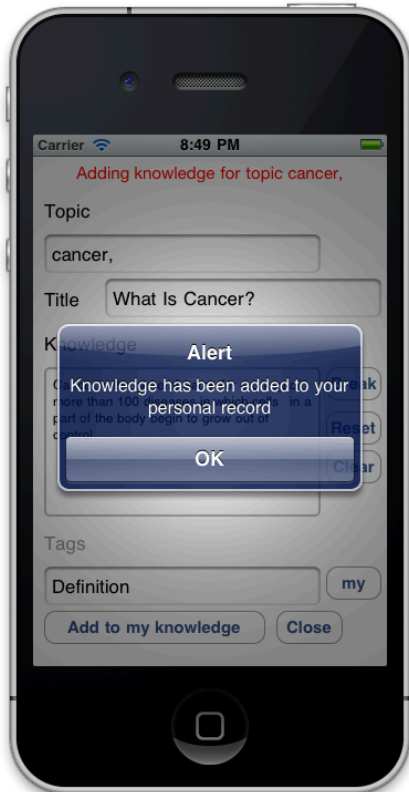 Carrier 8:49 PM
Adding knowledge for topic cancer,
Topic
cancer,
Title What Is Cancer?
Knowledge
Alert
Knowledge has been added to your
personal record
more than 100 diseases in which cells in a
part of the body begin to grow out of
control
Reset
OK
Clear
Tags
Definition my
Add to my knowledge Close